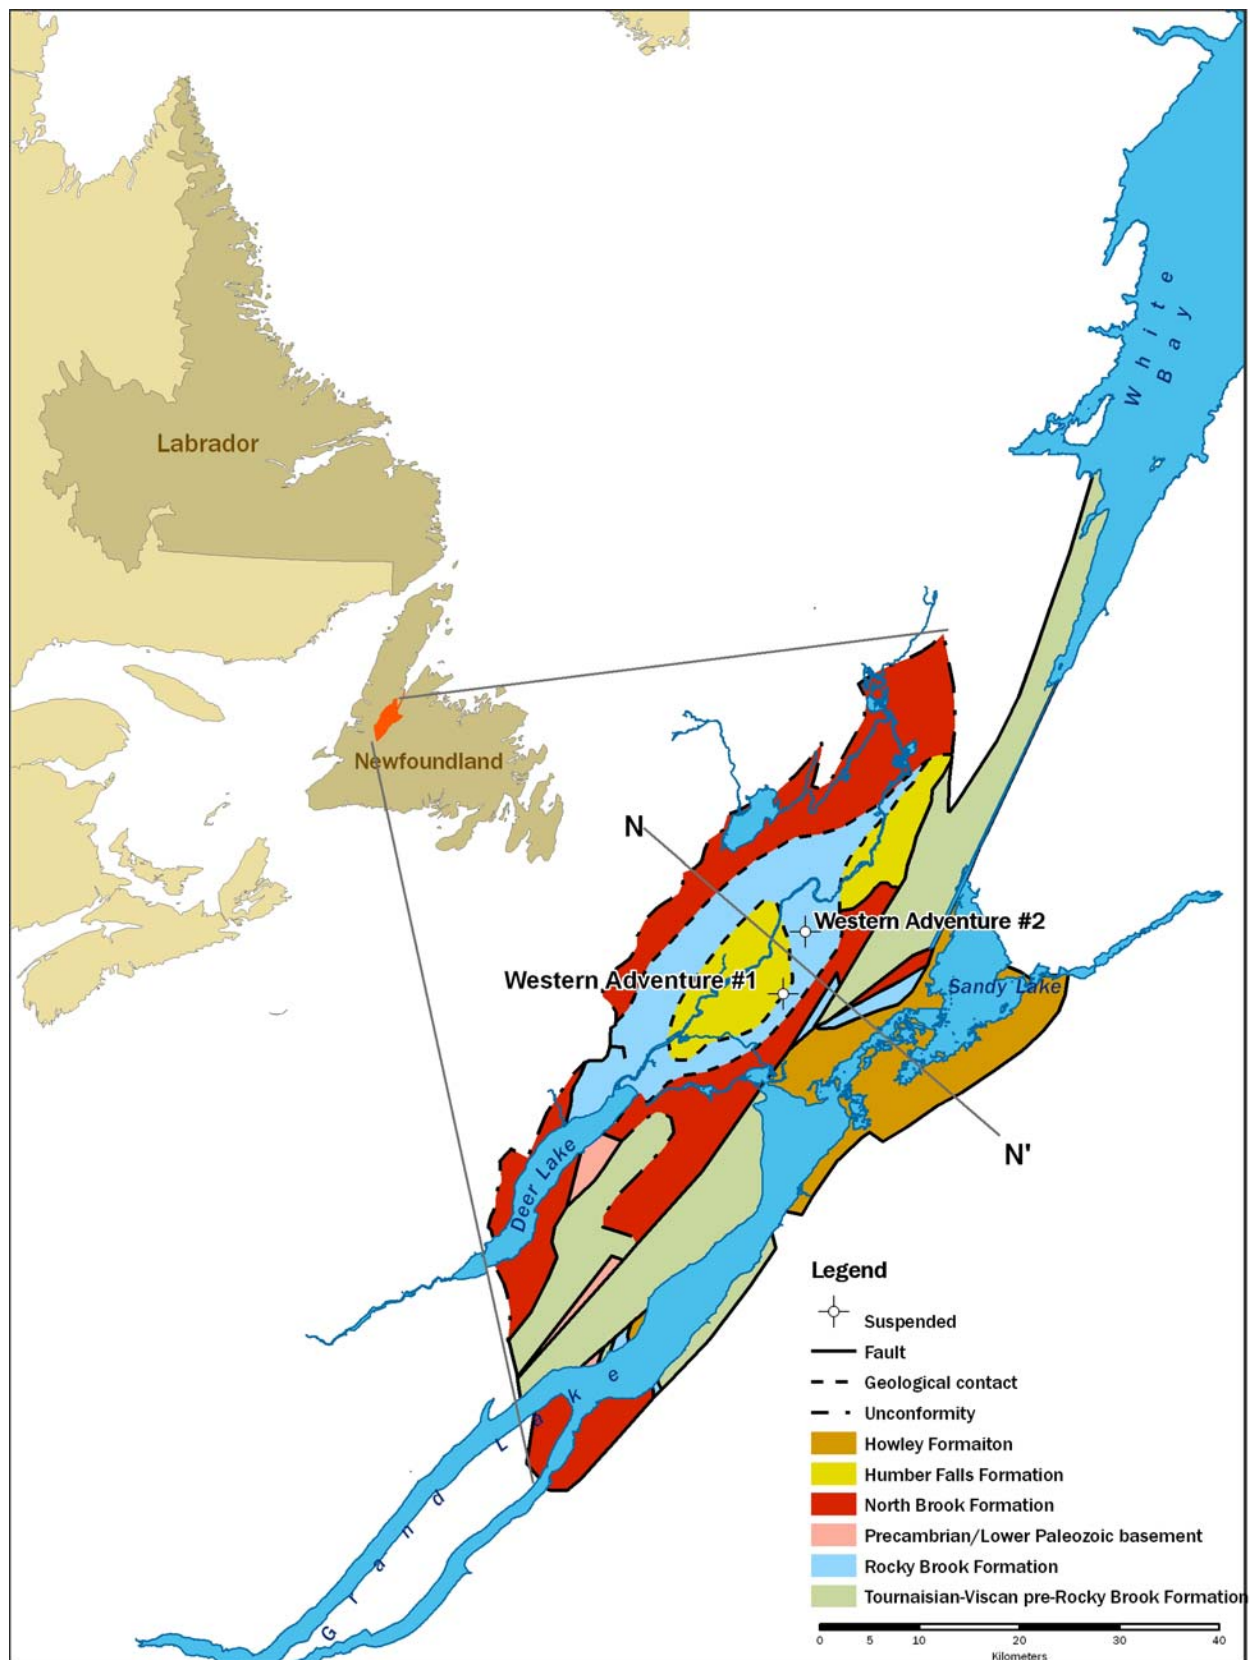 White
Bay
Labrador
Newfoundland
N
Western Adventure #2
Western Adventure #1
Sandy Lake
N'
Deer Lake
Grand Lake
Legend
Suspended
Fault
Geological contact
Unconformity
Howley Formaiton
Humber Falls Formation
North Brook Formation
Precambrian/Lower Paleozoic basement
Rocky Brook Formation
Tournaisian-Viscan pre-Rocky Brook Formation
0 5 10 20 30 40
Kilometers